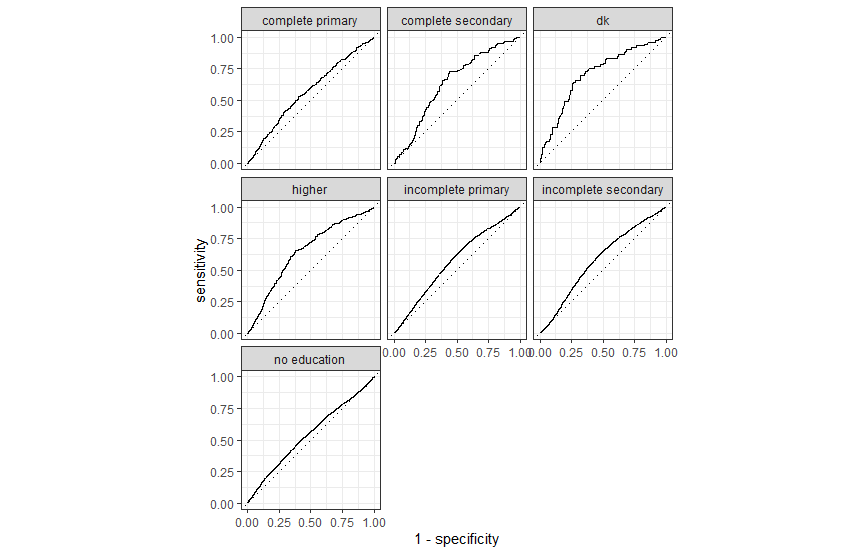 complete primary
complete secondary
dk
1.00
0.75
0.50
0.25
0.00
higher
incomplete primary
incomplete secondary
1.00
0.75
0.50
0.25
0.00
sensitivity
0.00 0.25 0.50 0.75 1.00
0.00 0.25 0.50 0.75 1.00
no education
1.00
0.75
0.50
0.25
0.00
0.00 0.25 0.50 0.75 1.00
1 - specificity